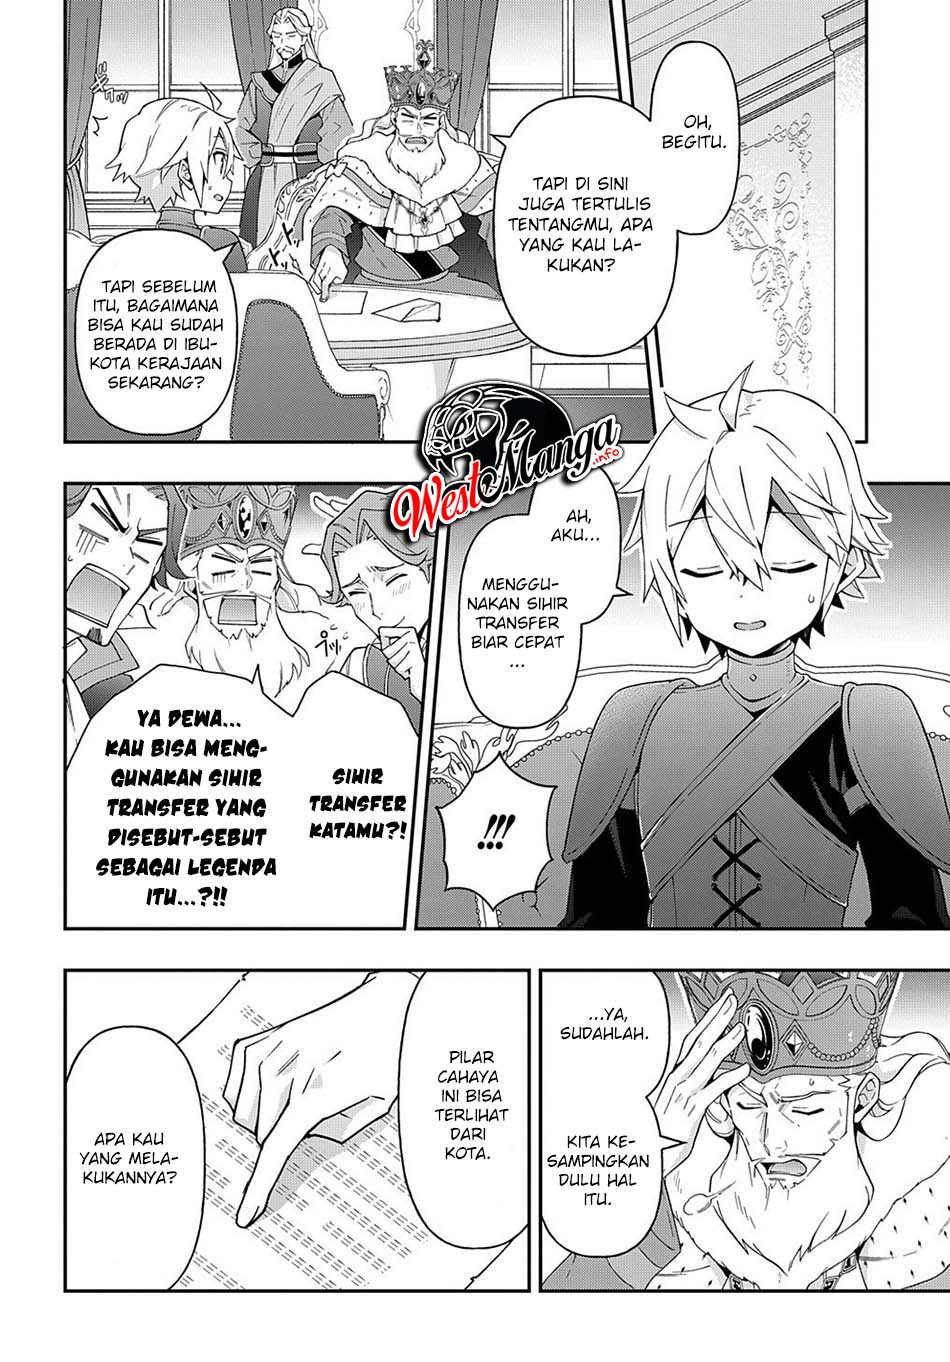 OH,
BEGITU.
TAPI DI SINI
JUGA TERTULIS
TENTANGMU, APA
YANG KAU LA-
KUKAN?
TAPI SEBELUM
ITU, BAGAIMANA
BISA KAU SUDAH
BERADA DI IBU-
KOTA KERAJAAN
SEKARANG?
WestManga
.info
AH,
AKU...
MENGGU-
NAKAN SIHIR
TRANSFER
BIAR CEPAT
...
!!!
SIHIR
TRANSFER
KATAMU?!
YA DEWA...
KAU BISA MENG-
GUNAKAN SIHIR
TRANSFER YANG
DISEBUT-SEBUT
SEBAGAI LEGENDA
ITU...?!!
...YA,
SUDAHLAH.
KITA KE-
SAMPINGKAN
DULU HAL
ITU.
PILAR
CAHAYA
INI BISA
TERLIHAT
DARI
KOTA.
APA KAU
YANG MELA-
KUKANNYA?